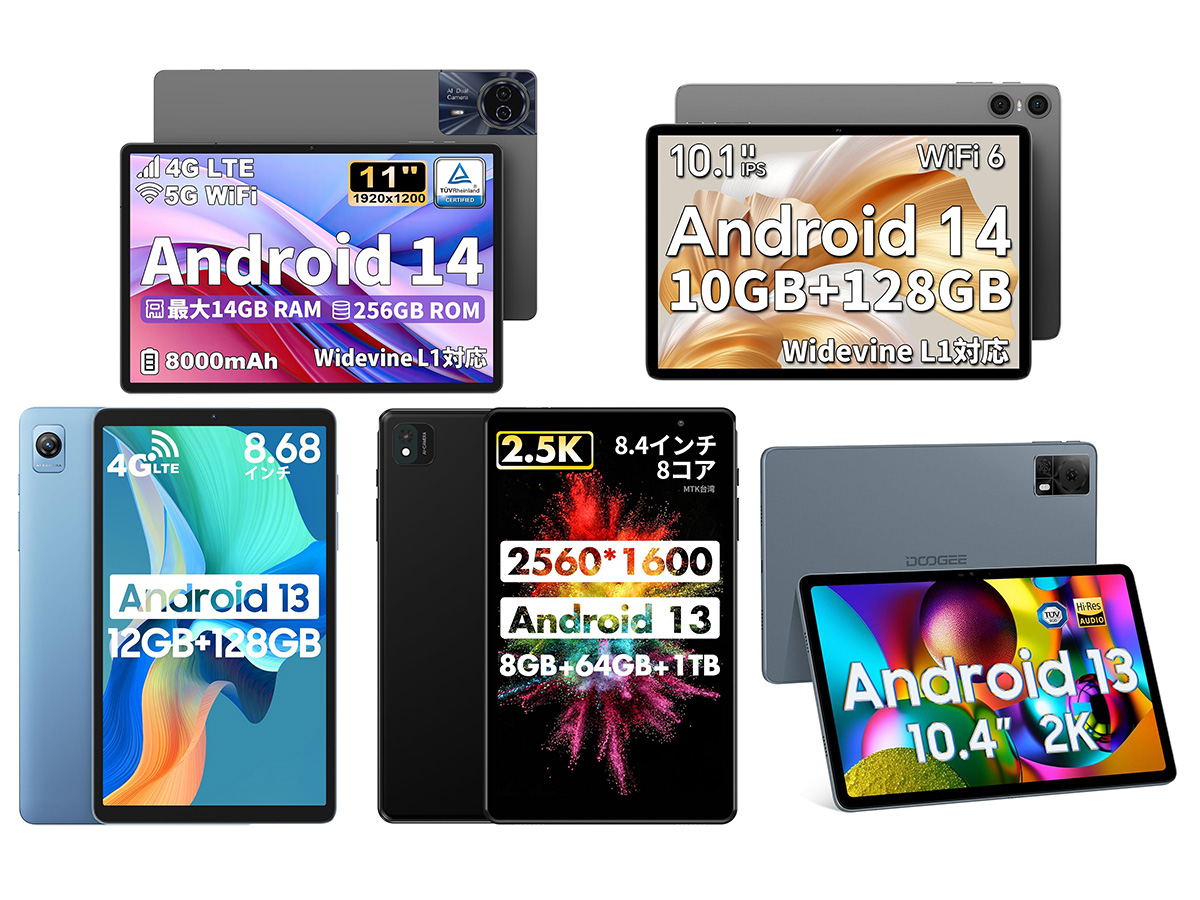 AI Dual
Camera
4G LTE
5G WiFi
11"
1920x1200
TÜVRheinland
CERTIFIED
Android 14
最大14GB RAM
256GB ROM
8000mAh
Widevine L1対応
10.1"
IPS
WiFi 6
Android 14
10GB+128GB
Widevine L1対応
4G LTE
8.68
インチ
Android 13
12GB+128GB
AI CAMERA
2.5K
8.4インチ
8コア
MTK台湾
2560*1600
Android 13
8GB+64GB+1TB
DOOGEE
TÜV
SÜD
Hi-Res
AUDIO
Android 13
10.4" 2K